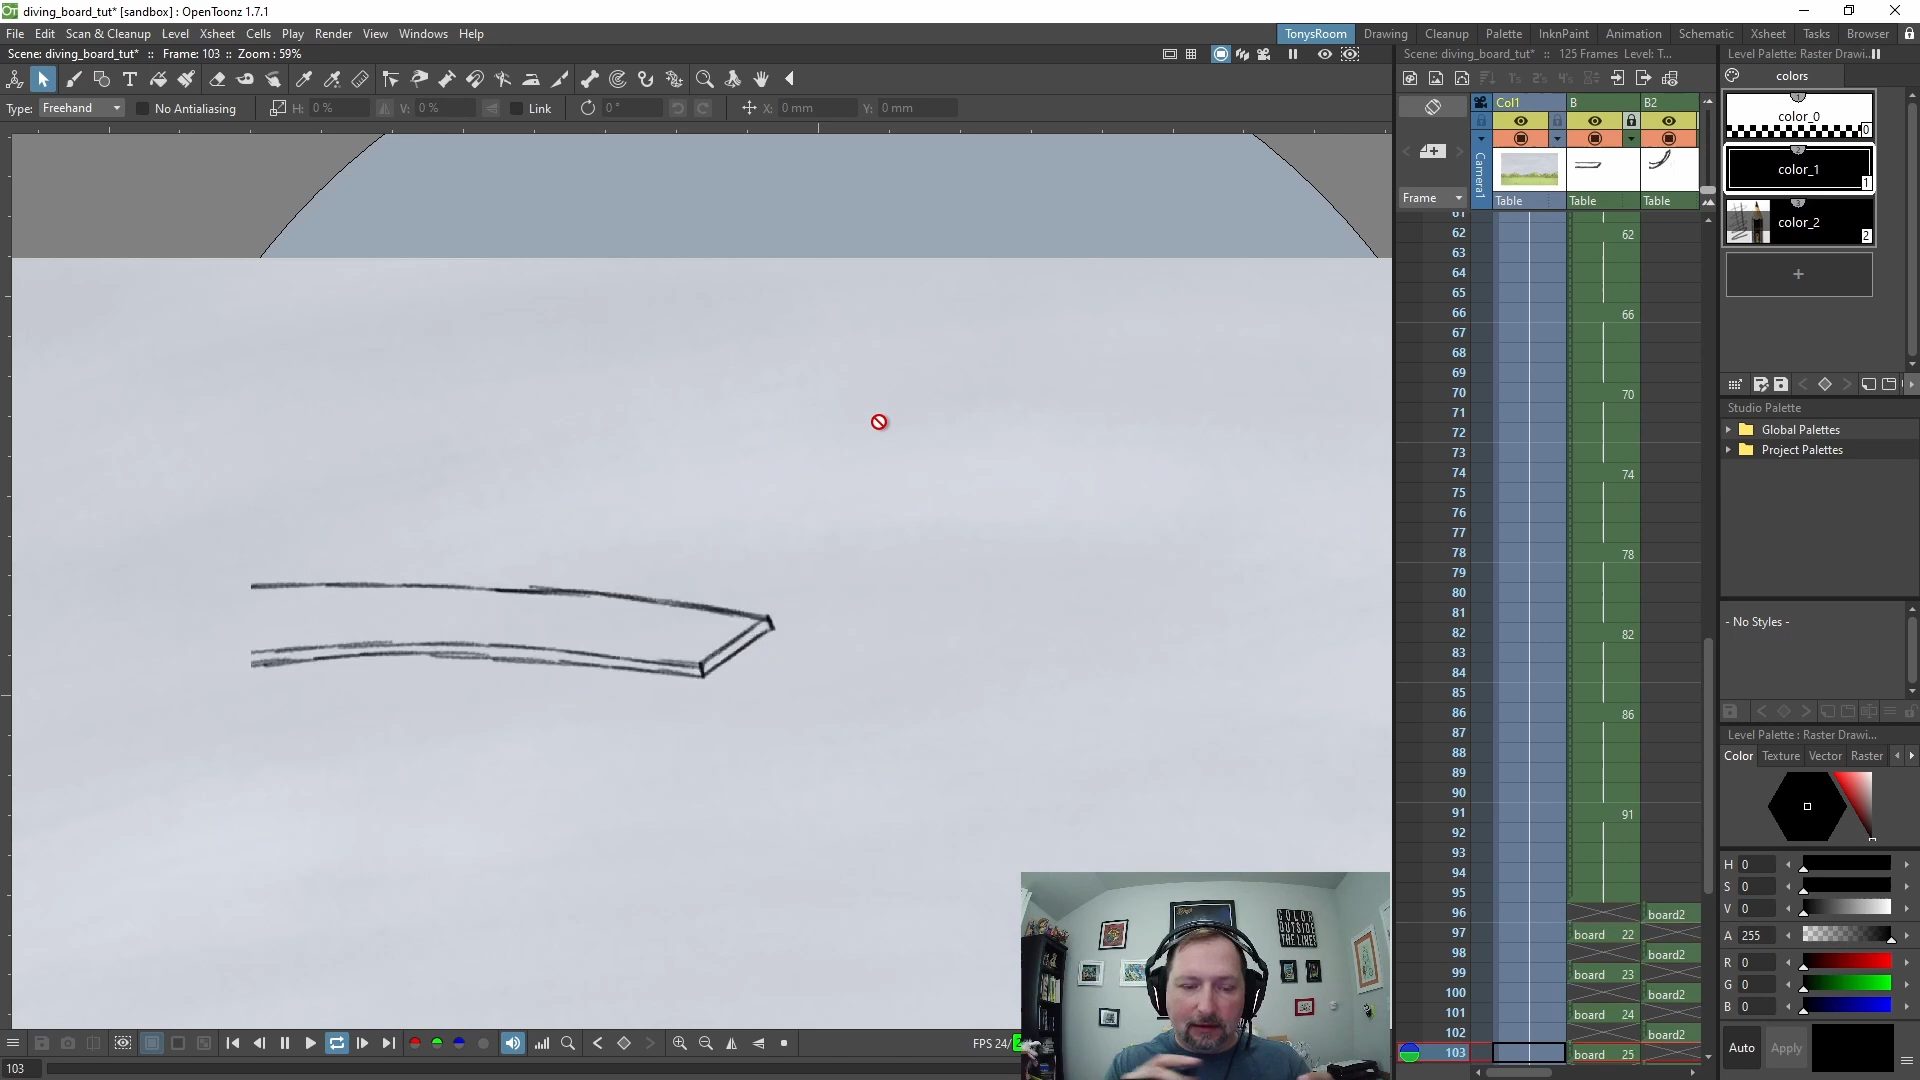 diving_board_tut* [sandbox] : OpenToonz 1.7.1
File Edit Scan & Cleanup Level Xsheet Cells Play Render View Windows Help
TonysRoom Drawing Cleanup Palette InknPaint Animation Schematic Xsheet Tasks Browser
Scene: diving_board_tut* :: Frame: 103 :: Zoom : 59%
Scene: diving_board_tut* :: 125 Frames Level: T...
Level Palette: Raster Drawi...
colors
Type: Freehand No Antialiasing H: 0 % V: 0 % Link 0 ° X: 0 mm Y: 0 mm
Col1 B B2
Camera1
Frame
Table Table Table
color_0 0
color_1 1
color_2 2
+
61
62 62
63
64
65
66 66
67
68
69
70 70
71
72
73
74 74
75
76
77
78 78
79
80
81
82 82
83
84
85
86 86
87
88
89
90
91 91
92
93
94
95
96 board2
97 board 22
98 board2
99 board 23
100 board2
101 board 24
102 board2
103 board 25
Studio Palette
Global Palettes
Project Palettes
- No Styles -
Level Palette : Raster Drawi...
Color Texture Vector Raster
H 0
S 0
V 0
A 255
R 0
G 0
B 0
Auto Apply
COLOR
OUTSIDE
THE LINES
FPS 24/
103